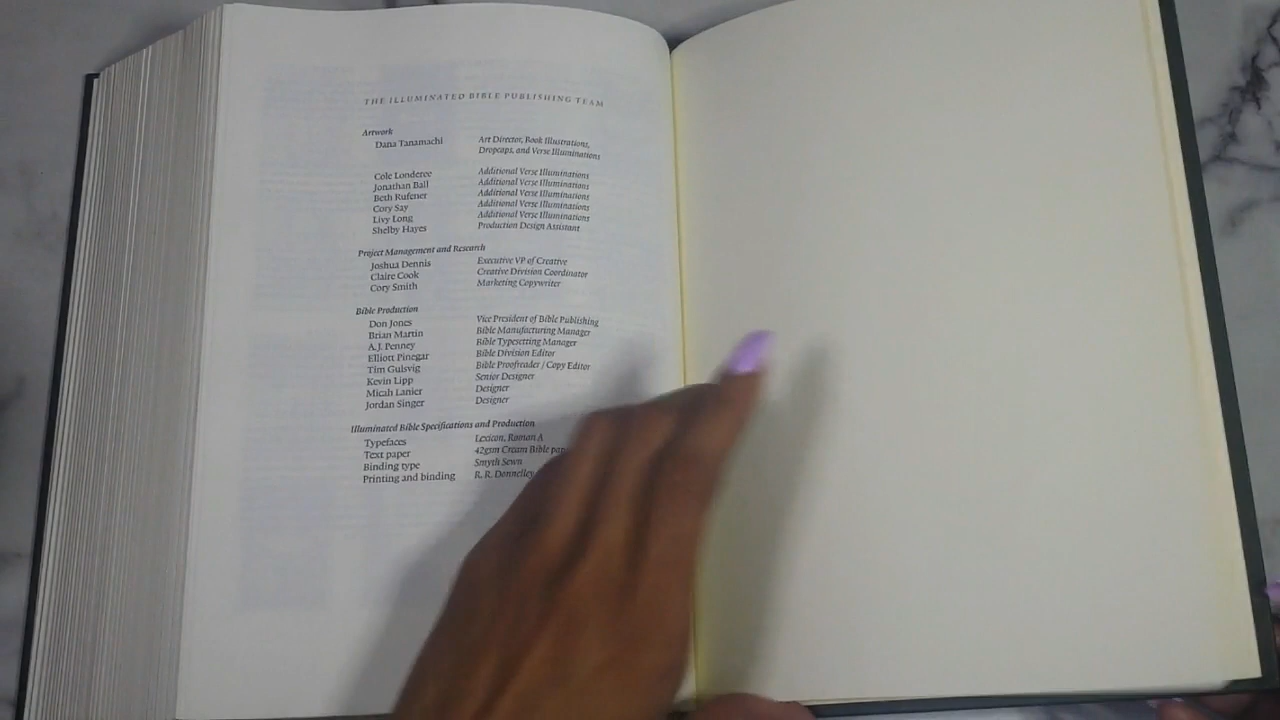 THE ILLUMINATED BIBLE PUBLISHING TEAM
Artwork
Dana Tanamachi Art Director, Book Illustrations,
Dropcaps, and Verse Illuminations
Cole Londeree Additional Verse Illuminations
Jonathan Ball Additional Verse Illuminations
Beth Rufener Additional Verse Illuminations
Cory Say Additional Verse Illuminations
Livy Long Additional Verse Illuminations
Shelby Hayes Production Design Assistant
Project Management and Research
Joshua Dennis Executive VP of Creative
Claire Cook Creative Division Coordinator
Cory Smith Marketing Copywriter
Bible Production
Don Jones Vice President of Bible Publishing
Brian Martin Bible Manufacturing Manager
A.J. Penney Bible Typesetting Manager
Elliott Pinegar Bible Division Editor
Tim Gulsvig Bible Proofreader / Copy Editor
Kevin Lipp Senior Designer
Micah Lanier Designer
Jordan Singer Designer
Illuminated Bible Specifications and Production
Typefaces Lexicon, Roman A
Text paper 42gsm Cream Bible
Binding type Smyth Sewn
Printing and binding R. R. Donnelley